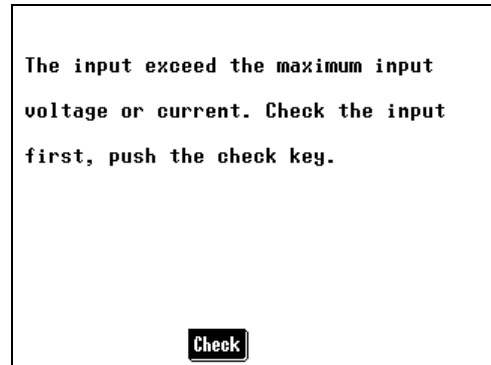 The input exceed the maximum input
voltage or current. Check the input
first, push the check key.
Check